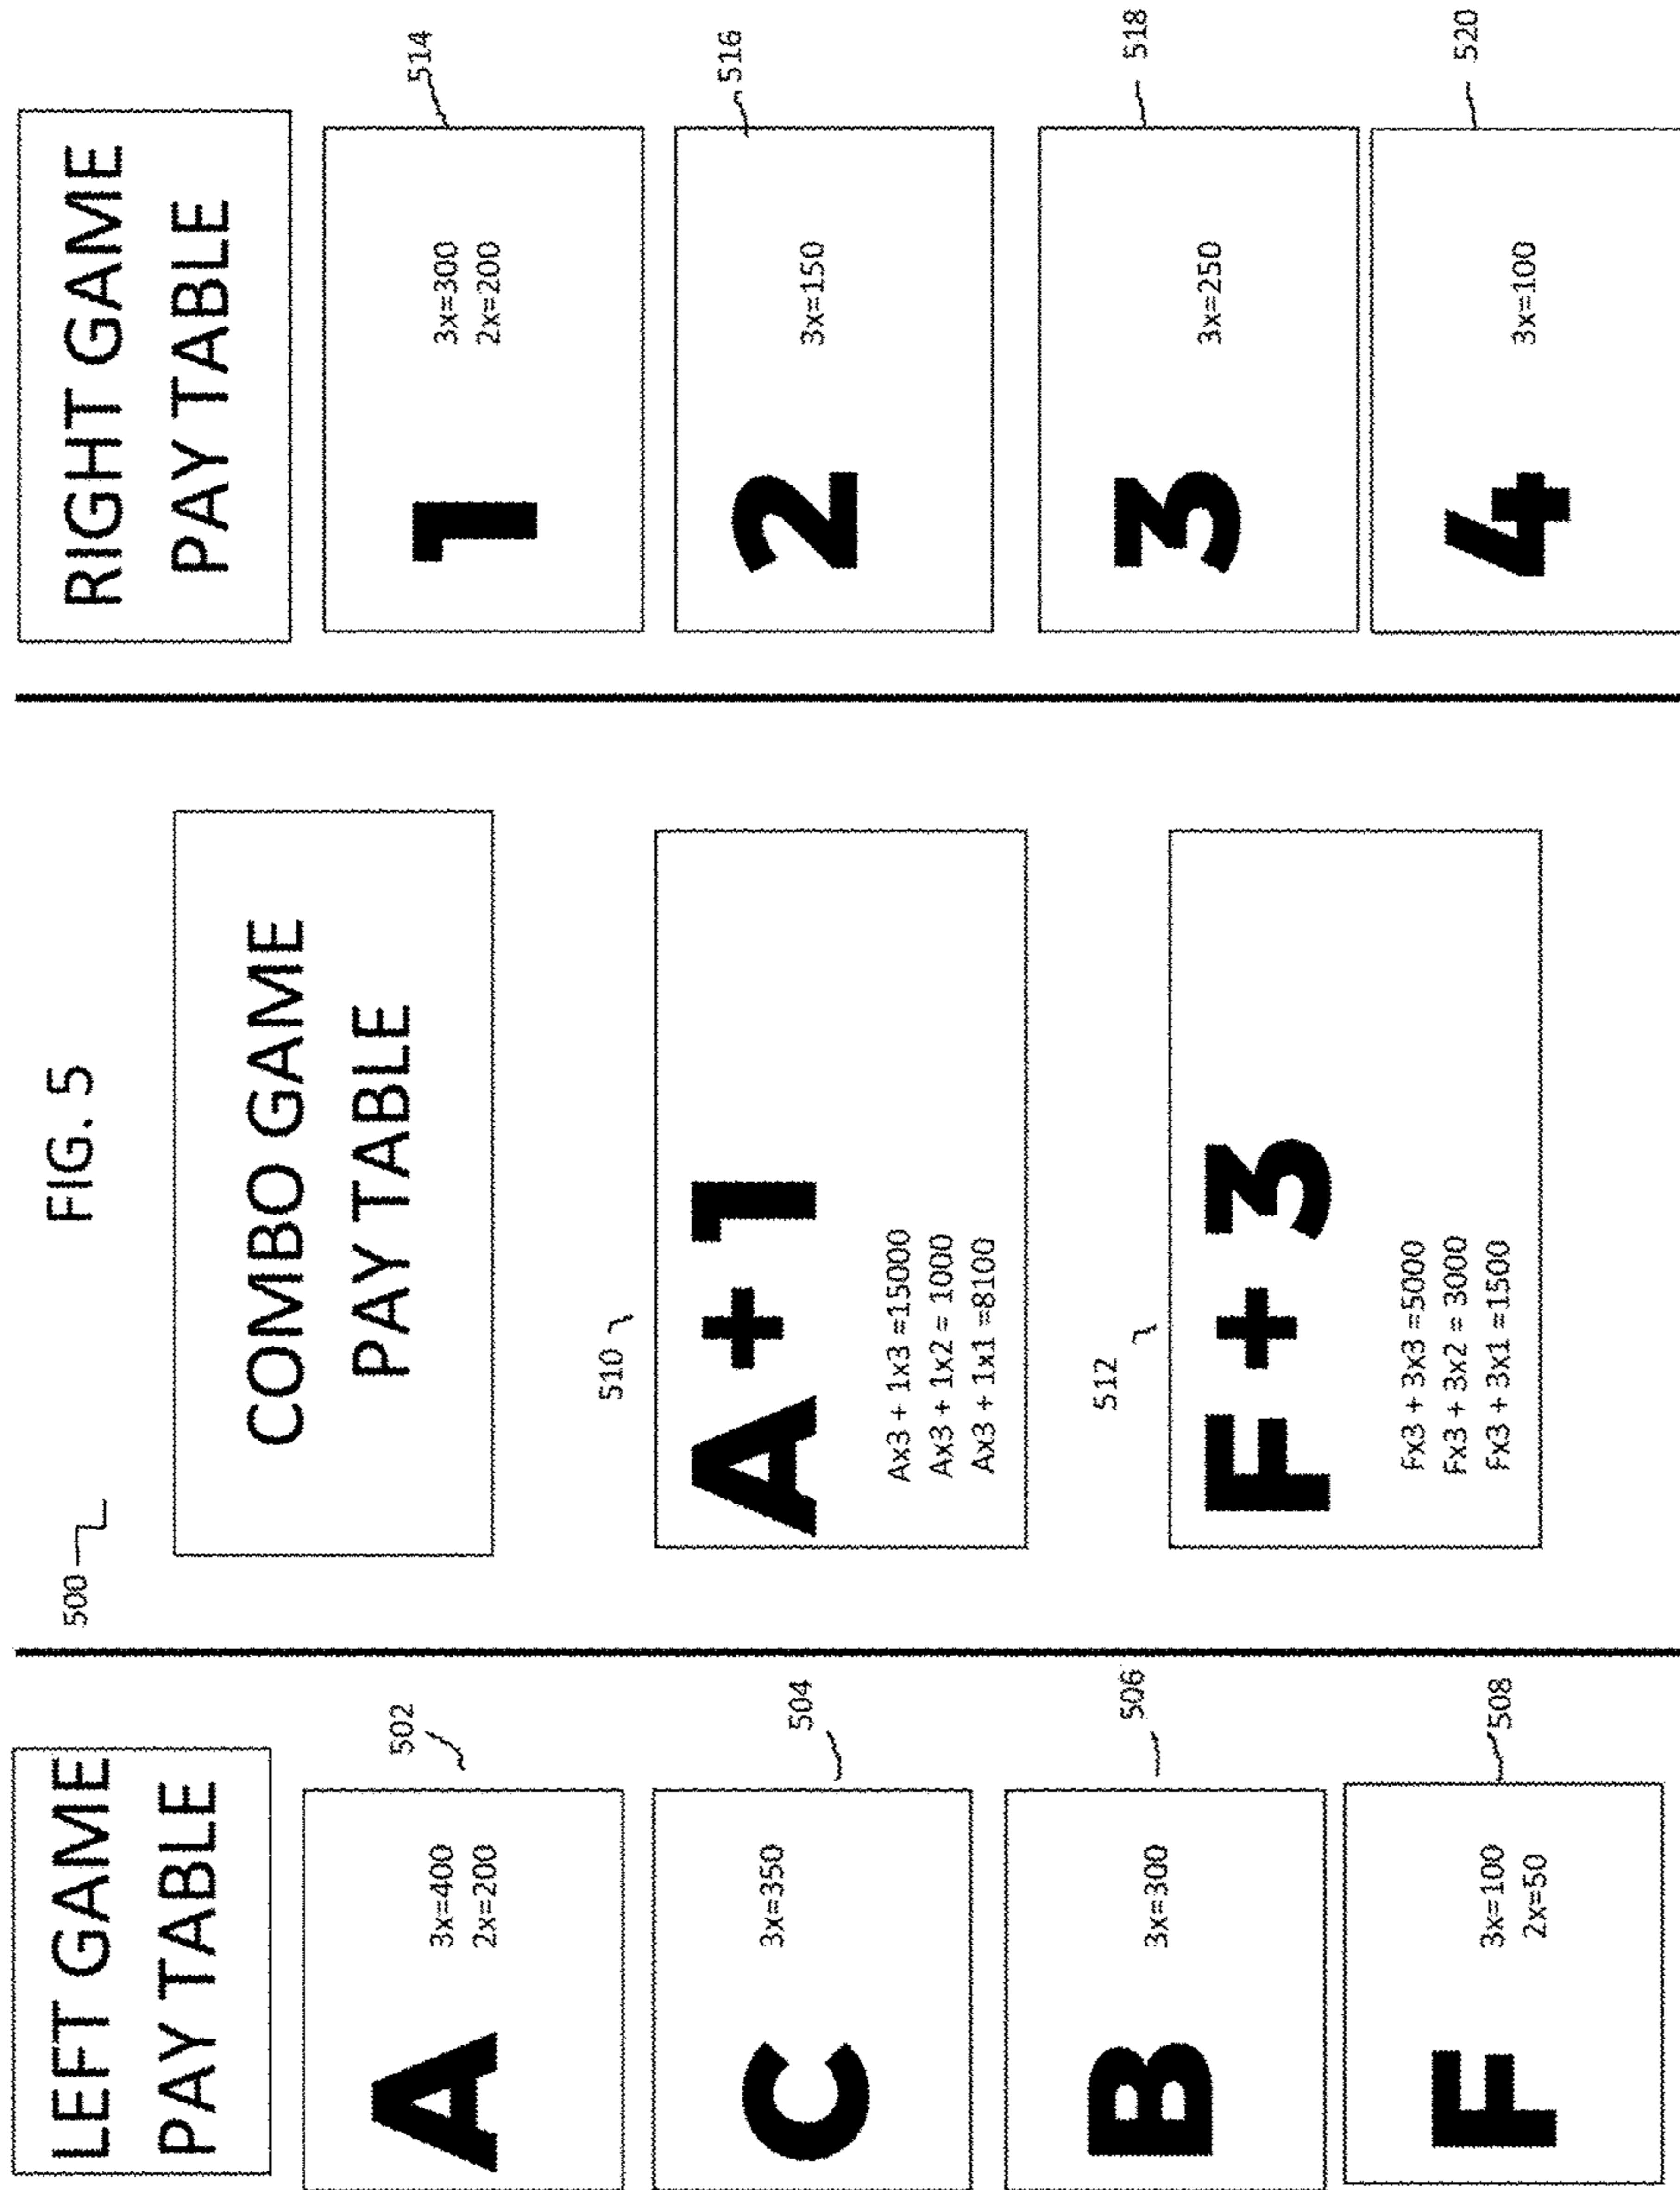 FIG. 5
500
LEFT GAME
PAY TABLE
502
A
3x=400
2x=200
504
C
3x=350
506
B
3x=300
508
F
3x=100
2x=50
COMBO GAME
PAY TABLE
510
A + 1
Ax3 + 1x3 =15000
Ax3 + 1x2 = 1000
Ax3 + 1x1 =8100
512
F + 3
Fx3 + 3x3 =5000
Fx3 + 3x2 = 3000
Fx3 + 3x1 =1500
RIGHT GAME
PAY TABLE
514
1
3x=300
2x=200
516
2
3x=150
518
3
3x=250
520
4
3x=100